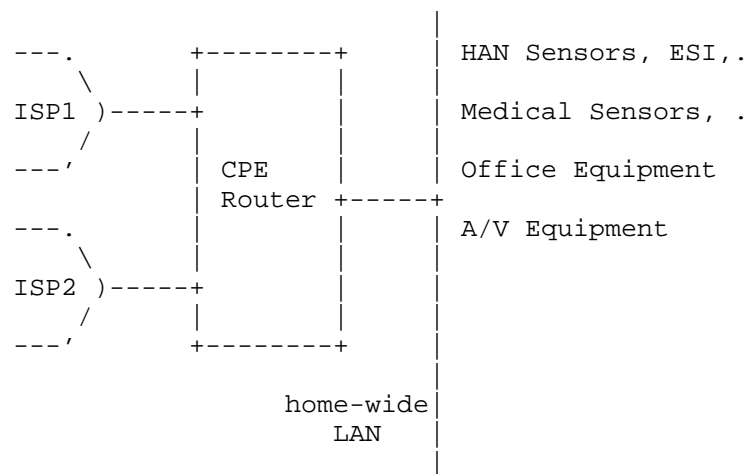 HAN Sensors, ESI,.
ISP1
Medical Sensors, .
CPE
Router
Office Equipment
A/V Equipment
ISP2
home-wide
LAN